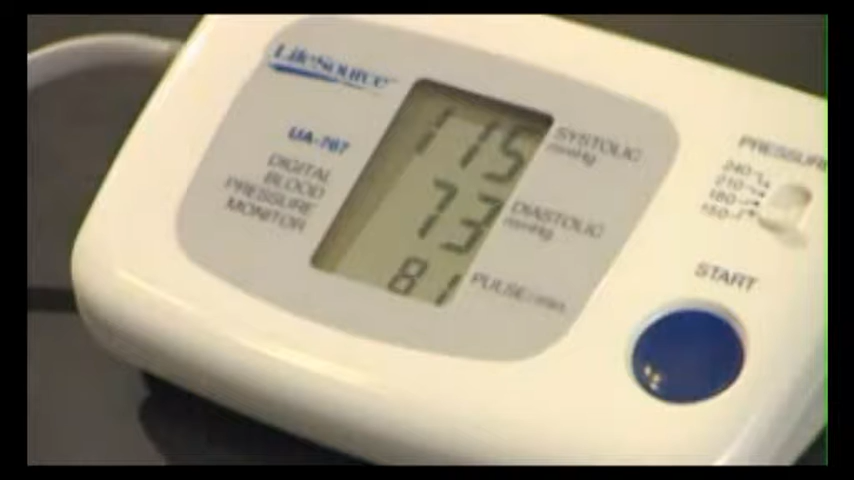 LifeSource
UA-767
DIGITAL
BLOOD
PRESSURE
MONITOR
115
SYSTOLIC
mmHg
73
DIASTOLIC
mmHg
81
PULSE/min.
PRESSURE
240
210
180
150
START